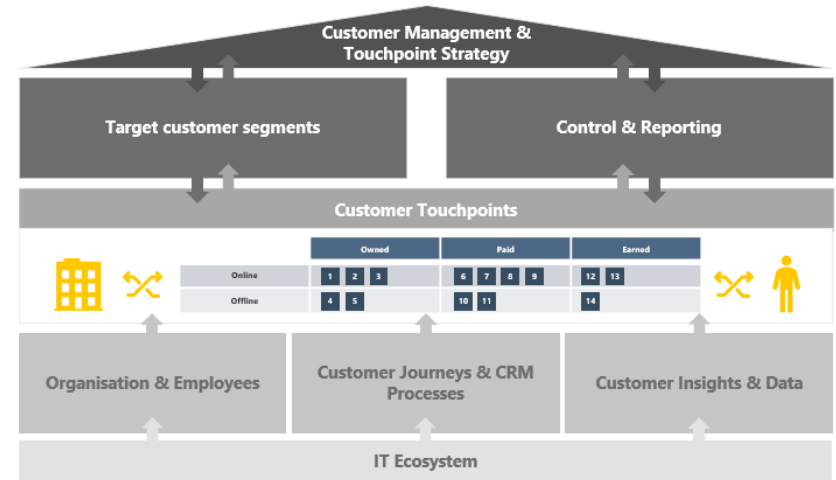 Customer Management &
Touchpoint Strategy
Target customer segments
Control & Reporting
Customer Touchpoints
Owned Paid Earned
Online 1 2 3 6 7 8 9 12 13
Offline 4 5 10 11 14
Organisation & Employees
Customer Journeys & CRM
Processes
Customer Insights & Data
IT Ecosystem